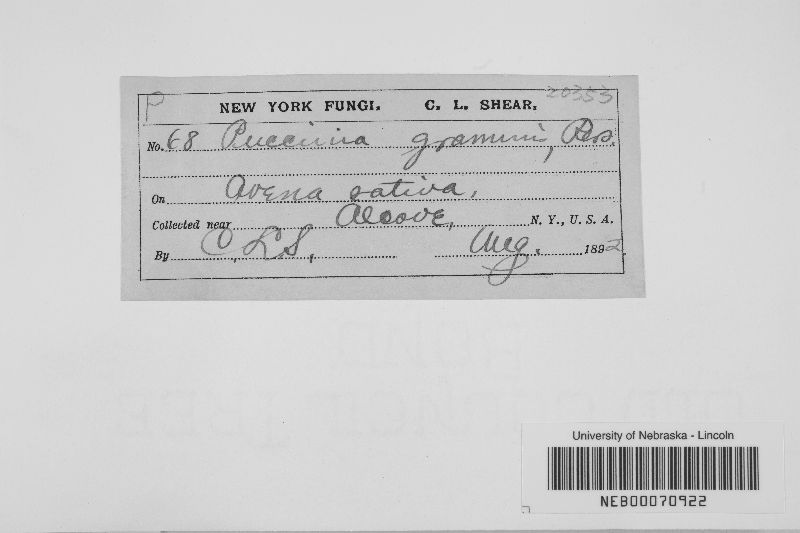 P 20353
NEW YORK FUNGI. C. L. SHEAR.
No. 68 Puccinia graminis, Pers.
On Avena sativa,
Collected near Alcove, N. Y., U. S. A.
By C, L S, Aug. 1892
University of Nebraska - Lincoln
NEB00070922